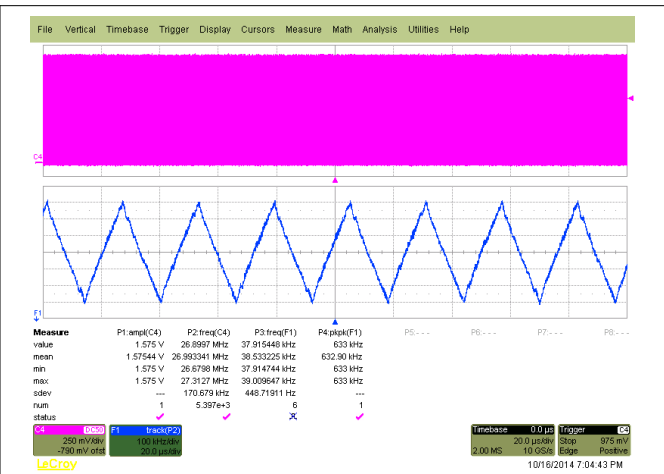 File Vertical Timebase Trigger Display Cursors Measure Math Analysis Utilities Help
C4
F1
Measure P1:ampl(C4) P2:freq(C4) P3:freq(F1) P4:pkpk(F1) P5:- - - P6:- - - P7:- - - P8:- - -
value 1.575 V 26.8997 MHz 37.915448 kHz 633 kHz
mean 1.57544 V 26.993341 MHz 38.533225 kHz 632.90 kHz
min 1.575 V 26.6798 MHz 37.914744 kHz 633 kHz
max 1.575 V 27.3127 MHz 39.009647 kHz 633 kHz
sdev --- 170.679 kHz 448.71911 Hz ---
num 1 5.397e+3 6 1
status
C4 DC50 F1 track(P2) Timebase 0.0 µs Trigger C4
250 mV/div 100 kHz/div 20.0 µs/div Stop 975 mV
-790 mV ofst 20.0 µs/div 2.00 MS 10 GS/s Edge Positive
LeCroy 10/16/2014 7:04:43 PM